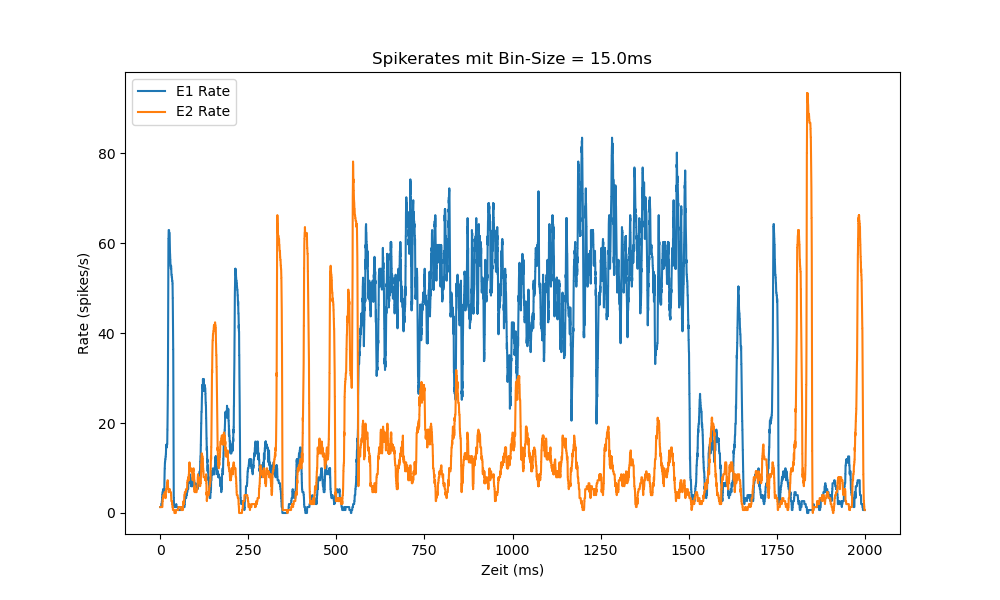 Spikerates mit Bin-Size = 15.0ms
E1 Rate
E2 Rate
Rate (spikes/s)
80
60
40
20
0
0 250 500 750 1000 1250 1500 1750 2000
Zeit (ms)